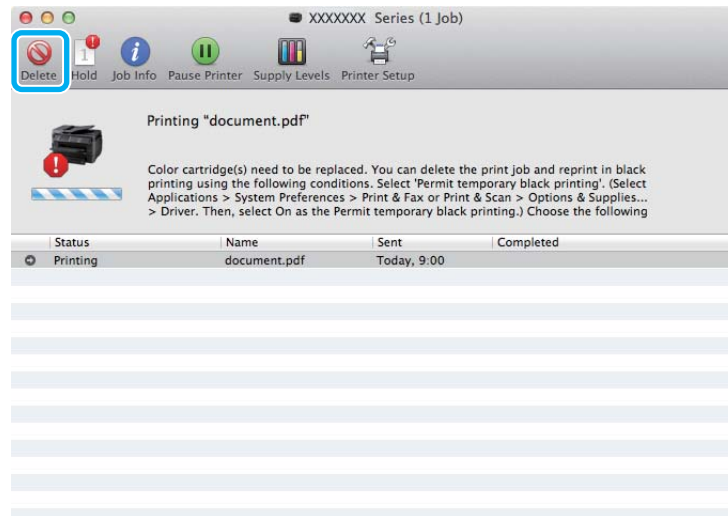 XXXXXXX Series (1 Job)
1
Delete Hold Job Info Pause Printer Supply Levels Printer Setup
Printing "document.pdf"
Color cartridge(s) need to be replaced. You can delete the print job and reprint in black
printing using the following conditions. Select 'Permit temporary black printing'. (Select
Applications > System Preferences > Print & Fax or Print & Scan > Options & Supplies...
> Driver. Then, select On as the Permit temporary black printing.) Choose the following
Status Name Sent Completed
Printing document.pdf Today, 9:00